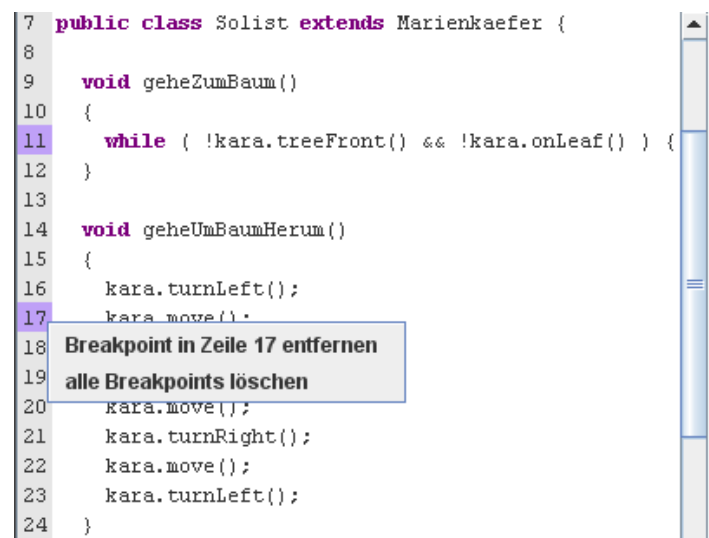 7 public class Solist extends Marienkaefer {
8
9 void geheZumBaum()
10 {
11 while ( !kara.treeFront() && !kara.onLeaf() ) {
12 }
13
14 void geheUmBaumHerum()
15 {
16 kara.turnLeft();
17 kara.move();
18 Breakpoint in Zeile 17 entfernen
19 alle Breakpoints löschen
20 kara.move();
21 kara.turnRight();
22 kara.move();
23 kara.turnLeft();
24 }